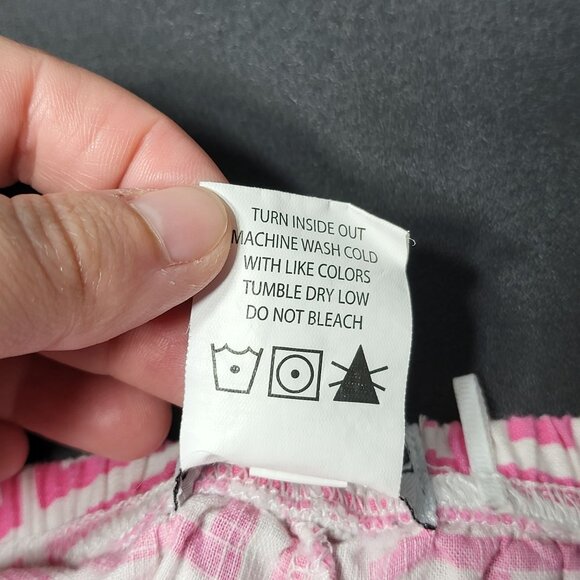 TURN INSIDE OUT
MACHINE WASH COLD
WITH LIKE COLORS
TUMBLE DRY LOW
DO NOT BLEACH